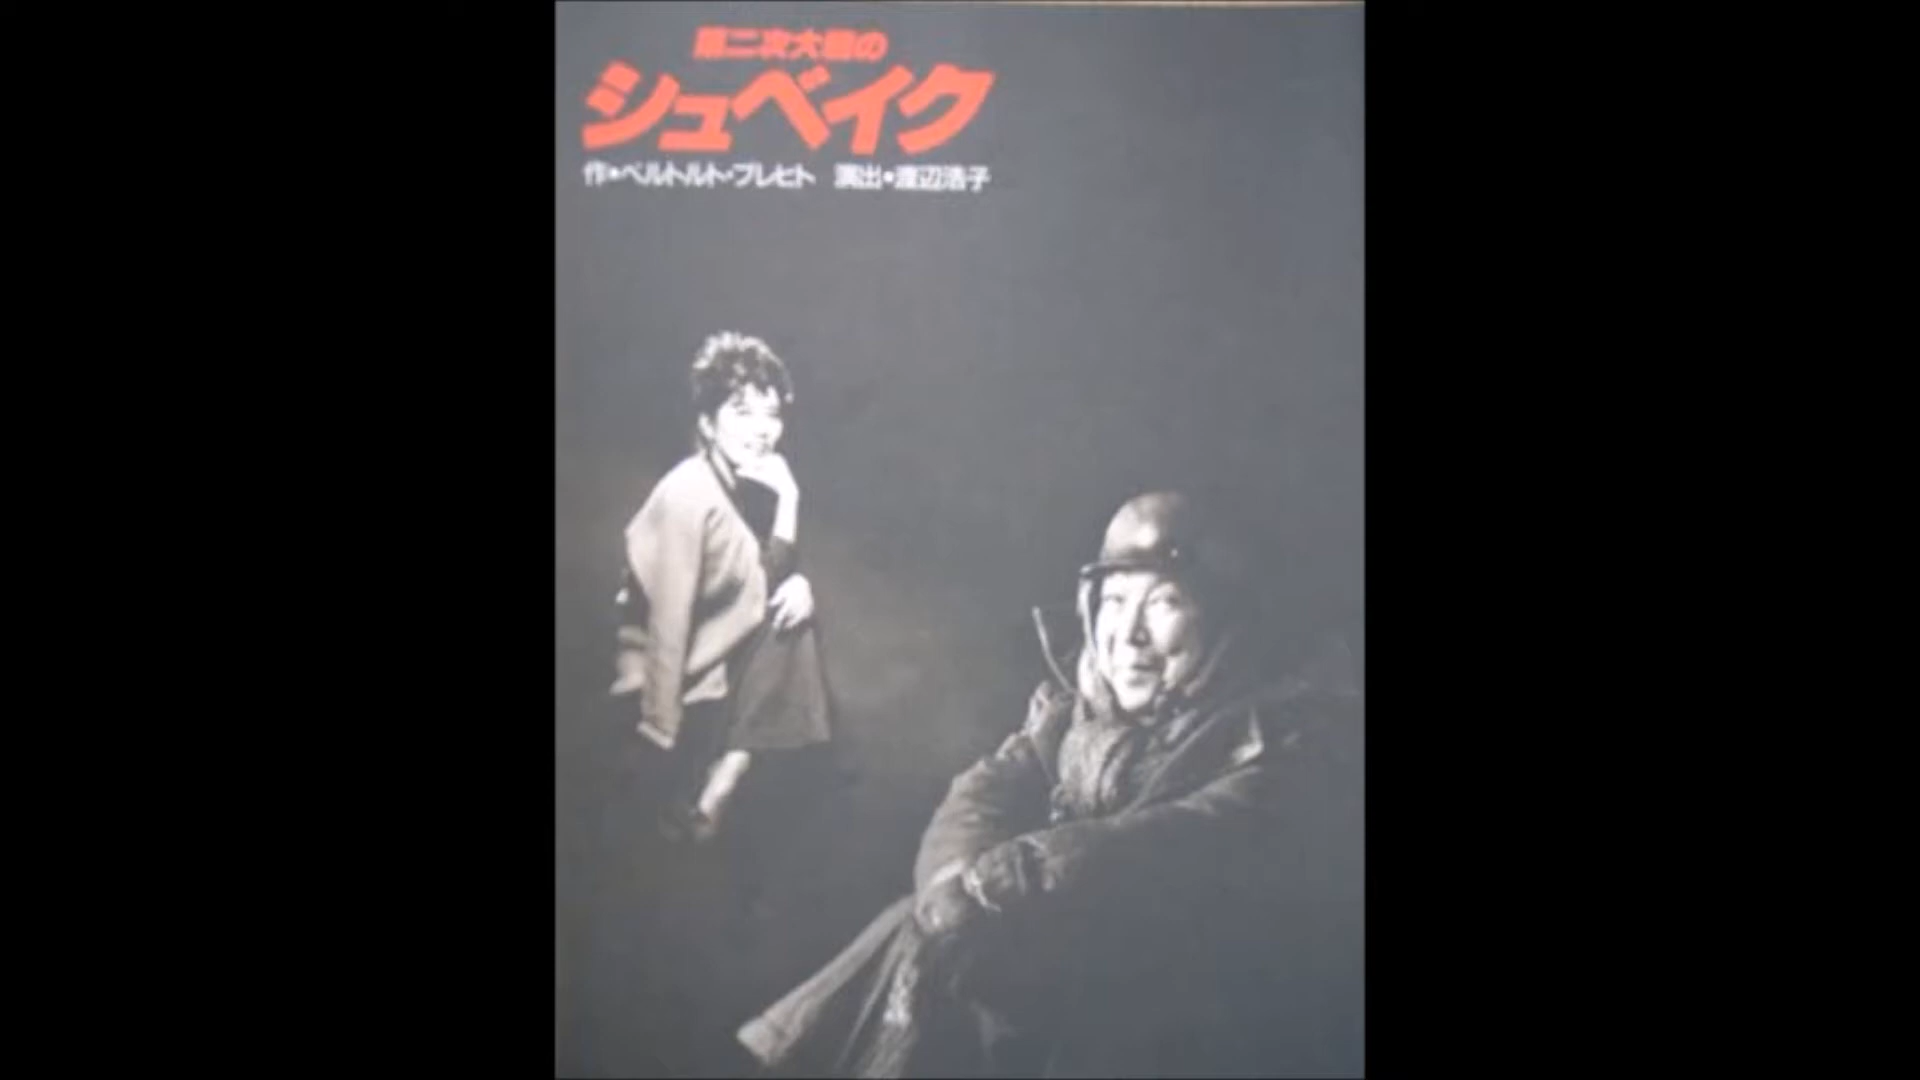 第二次大戦の
シュベイク
作•ベルトルト・ブレヒト 演出•渡辺浩子